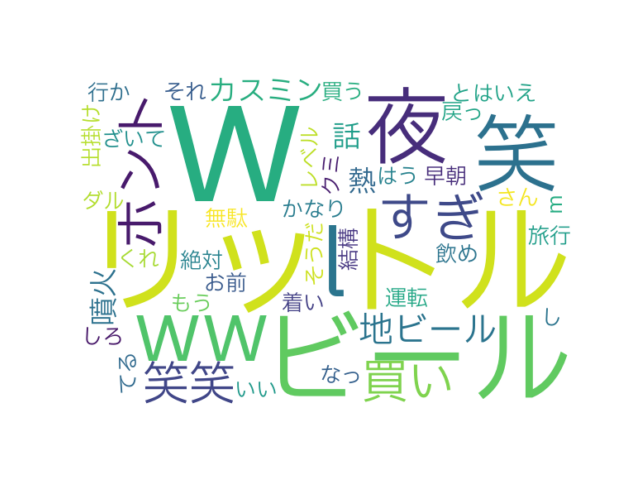 行か それ カスミン 買う とはいえ
出掛け ざいて ホント w 夜 戻っ 笑
レベル クミ 話 熱 はう 早朝
ダル 無駄 かなり すぎ さん m
リットル
くれ 絶対 そうだ 結構 し 飲め 旅行
噴火 お前 もう 着い 運転
しろ ww ビール 地ビール し
てる 笑笑 いい なっ 買い